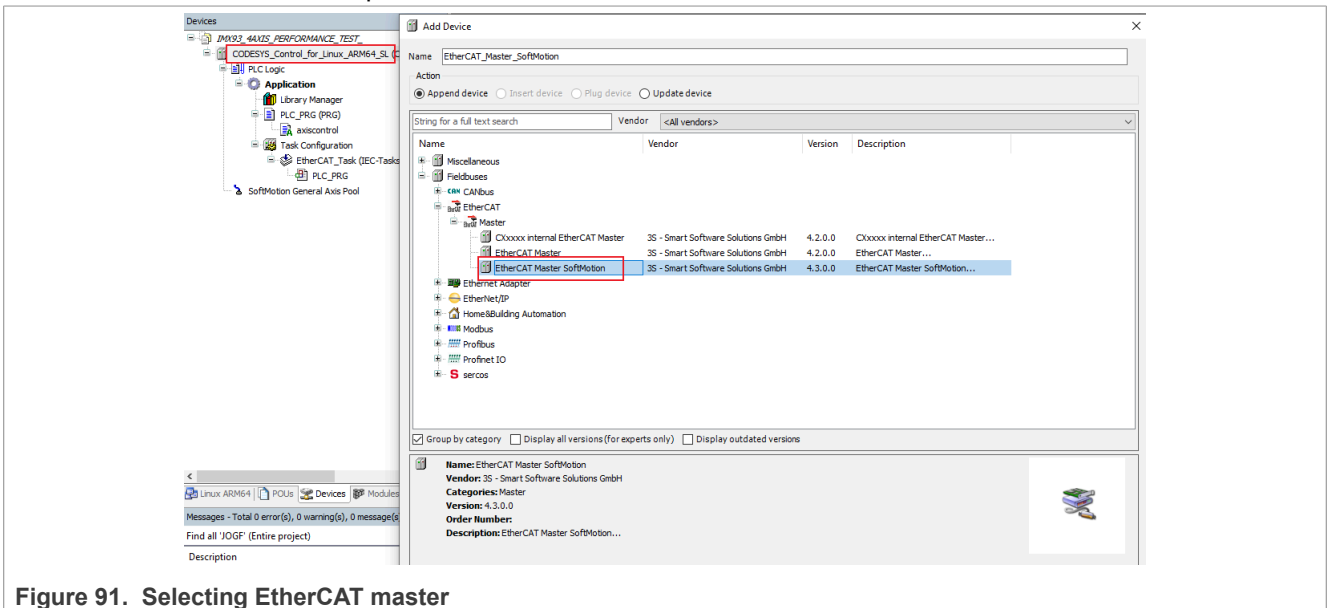 Devices
IMX93_4AXIS_PERFORMANCE_TEST_
CODESYS_Control_for_Linux_ARM64_SL (C
PLC Logic
Application
Library Manager
PLC_PRG (PRG)
axiscontrol
Task Configuration
EtherCAT_Task (IEC-Tasks
PLC_PRG
SoftMotion General Axis Pool
Linux ARM64 POUs Devices Modules
Messages - Total 0 error(s), 0 warning(s), 0 message(s
Find all 'JOGF' (Entire project)
Description
Add Device
Name EtherCAT_Master_SoftMotion
Action
Append device Insert device Plug device Update device
String for a full text search Vendor <All vendors>
Name Vendor Version Description
Miscellaneous
Fieldbuses
CAN CANbus
EtherCAT
Master
CXxxxx internal EtherCAT Master 3S - Smart Software Solutions GmbH 4.2.0.0 CXxxxx internal EtherCAT Master...
EtherCAT Master 3S - Smart Software Solutions GmbH 4.2.0.0 EtherCAT Master...
EtherCAT Master SoftMotion 3S - Smart Software Solutions GmbH 4.3.0.0 EtherCAT Master SoftMotion...
Ethernet Adapter
EtherNet/IP
Home&Building Automation
Modbus
Profibus
Profinet IO
S sercos
Group by category Display all versions (for experts only) Display outdated versions
Name: EtherCAT Master SoftMotion
Vendor: 3S - Smart Software Solutions GmbH
Categories: Master
Version: 4.3.0.0
Order Number:
Description: EtherCAT Master SoftMotion...
Figure 91. Selecting EtherCAT master